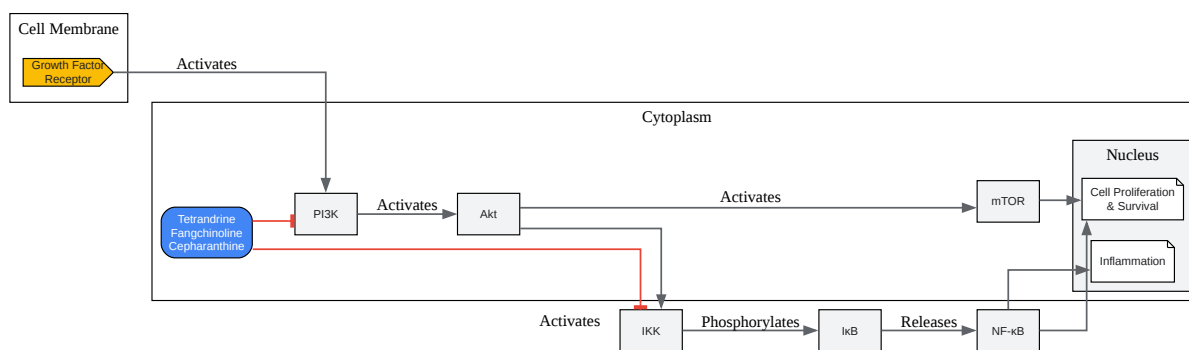 Cell Membrane
Growth Factor
Receptor
Activates
Cytoplasm
Nucleus
Tetrandrine
Fangchinoline
Cepharanthine
PI3K
Activates
Akt
Activates
mTOR
Cell Proliferation
& Survival
Inflammation
Activates
IKK
Phosphorylates
IκB
Releases
NF-κB